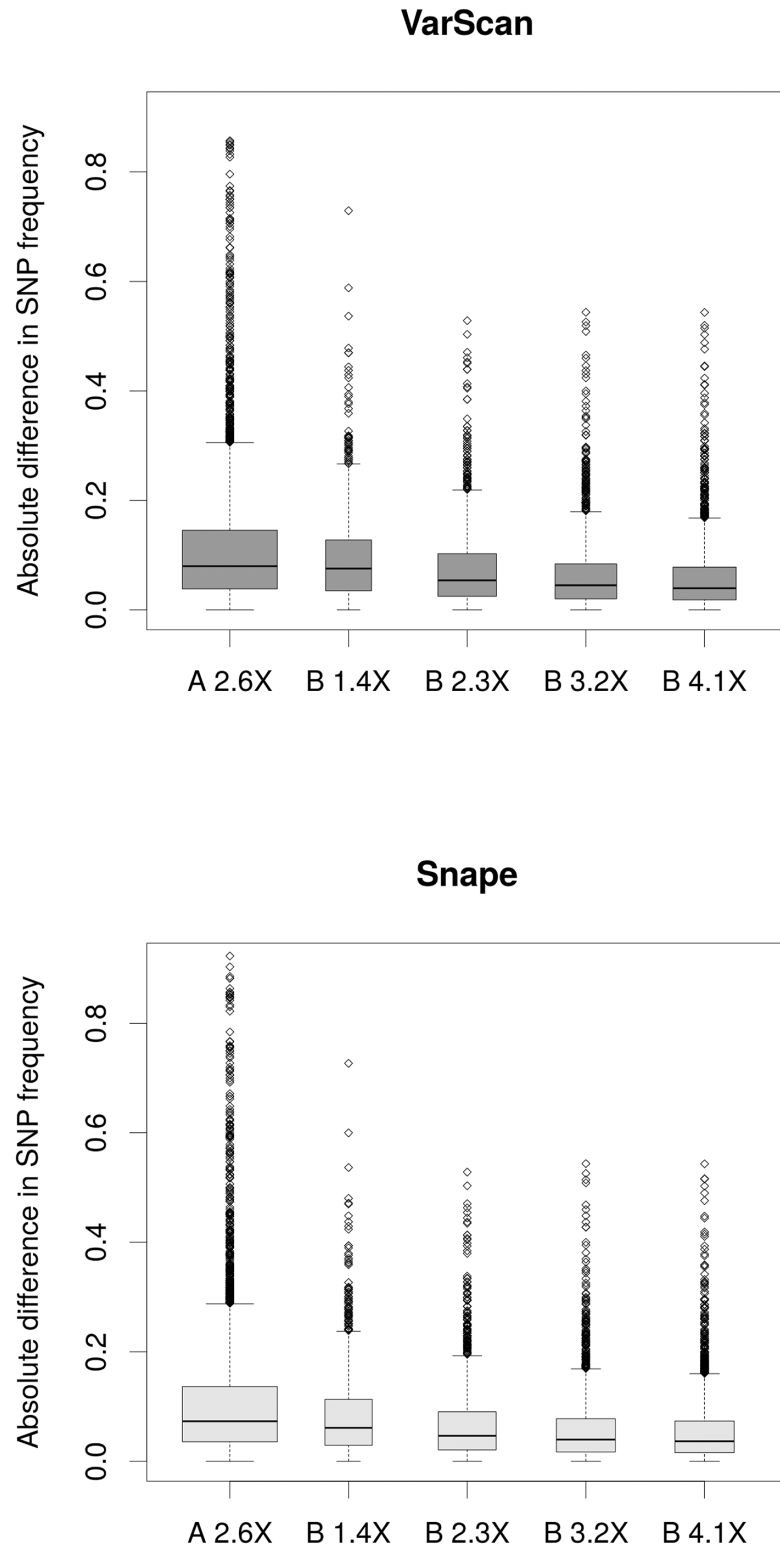 VarScan
Absolute difference in SNP frequency
0.8
0.6
0.4
0.2
0.0
A 2.6X B 1.4X B 2.3X B 3.2X B 4.1X
Snape
Absolute difference in SNP frequency
0.8
0.6
0.4
0.2
0.0
A 2.6X B 1.4X B 2.3X B 3.2X B 4.1X